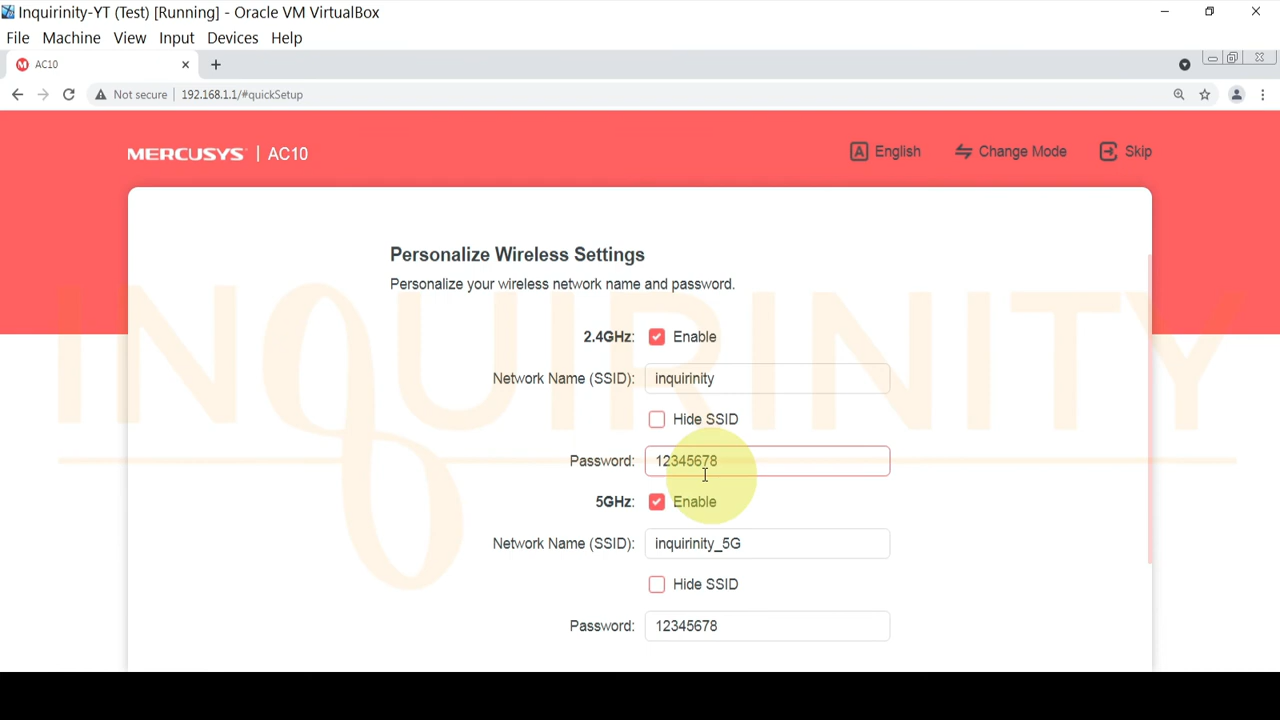 Inquirinity-YT (Test) [Running] - Oracle VM VirtualBox
File Machine View Input Devices Help
AC10
Not secure | 192.168.1.1/#quickSetup
MERCUSYS | AC10
English
Change Mode
Skip
Personalize Wireless Settings
Personalize your wireless network name and password.
2.4GHz: Enable
Network Name (SSID): inquirinity
Hide SSID
Password: 12345678
5GHz: Enable
Network Name (SSID): inquirinity_5G
Hide SSID
Password: 12345678
INQUIRINITY